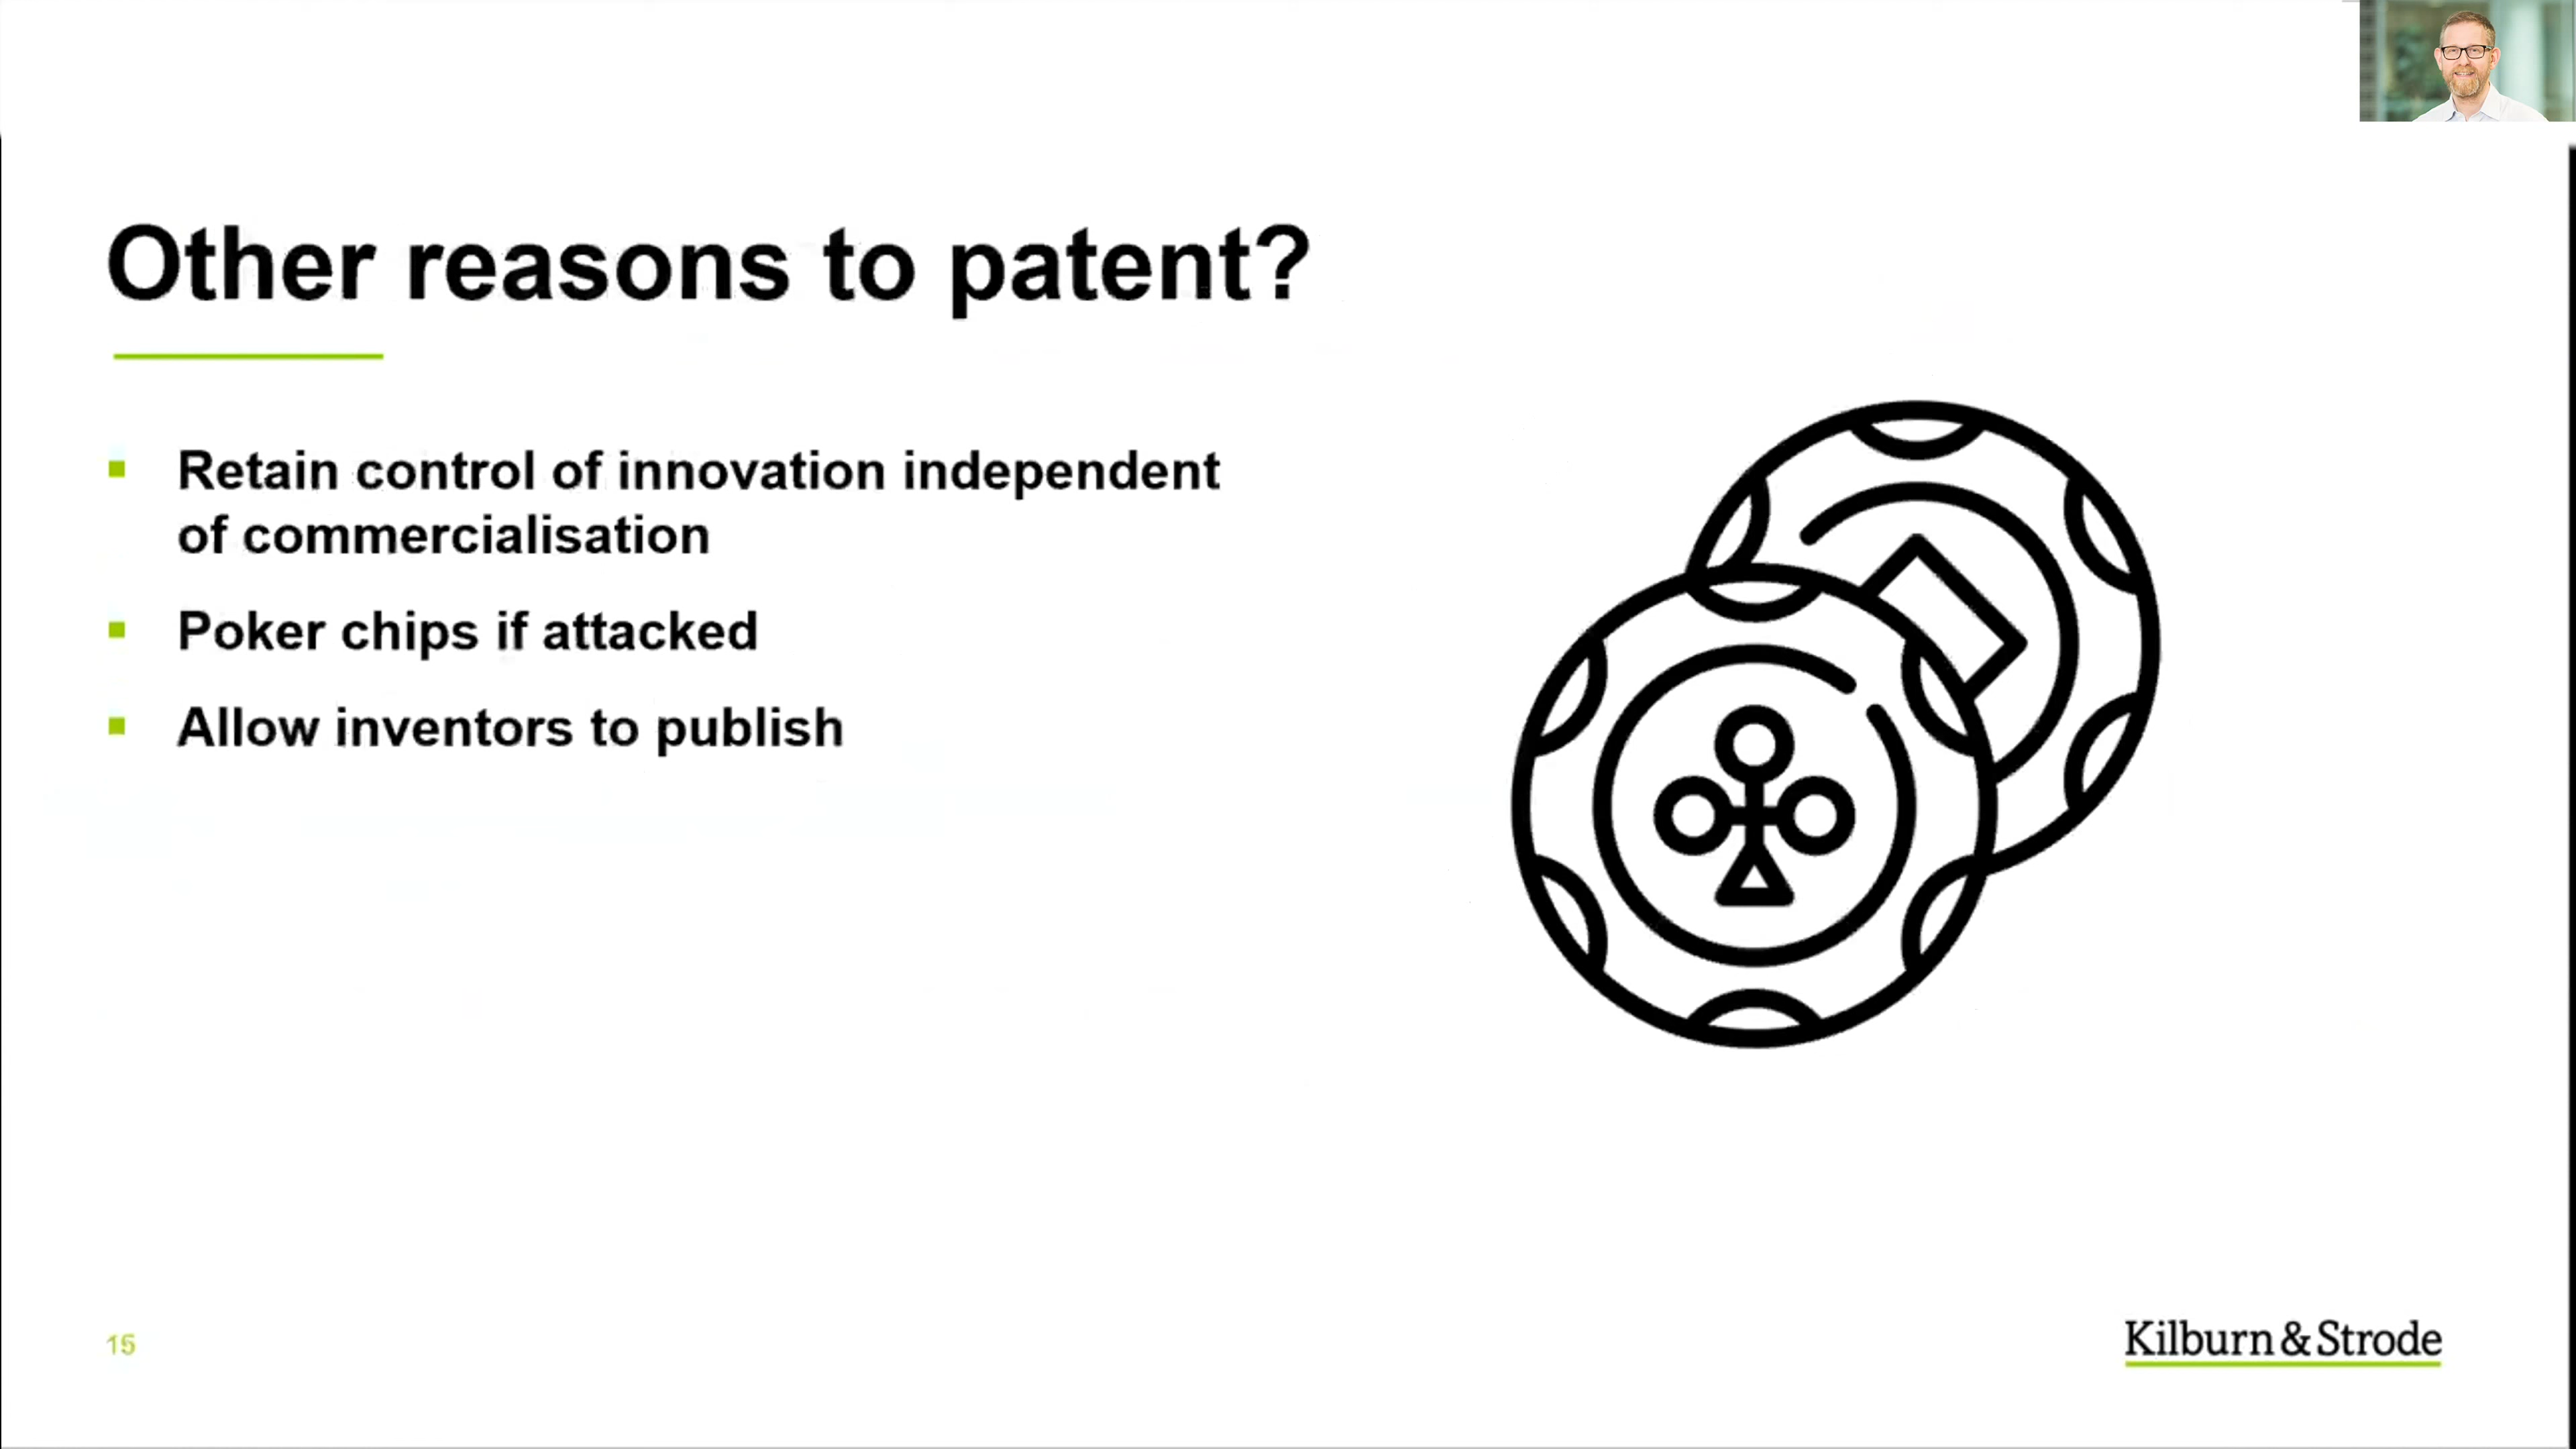 Other reasons to patent?
Retain control of innovation independent
of commercialisation
Poker chips if attacked
Allow inventors to publish
15
Kilburn & Strode